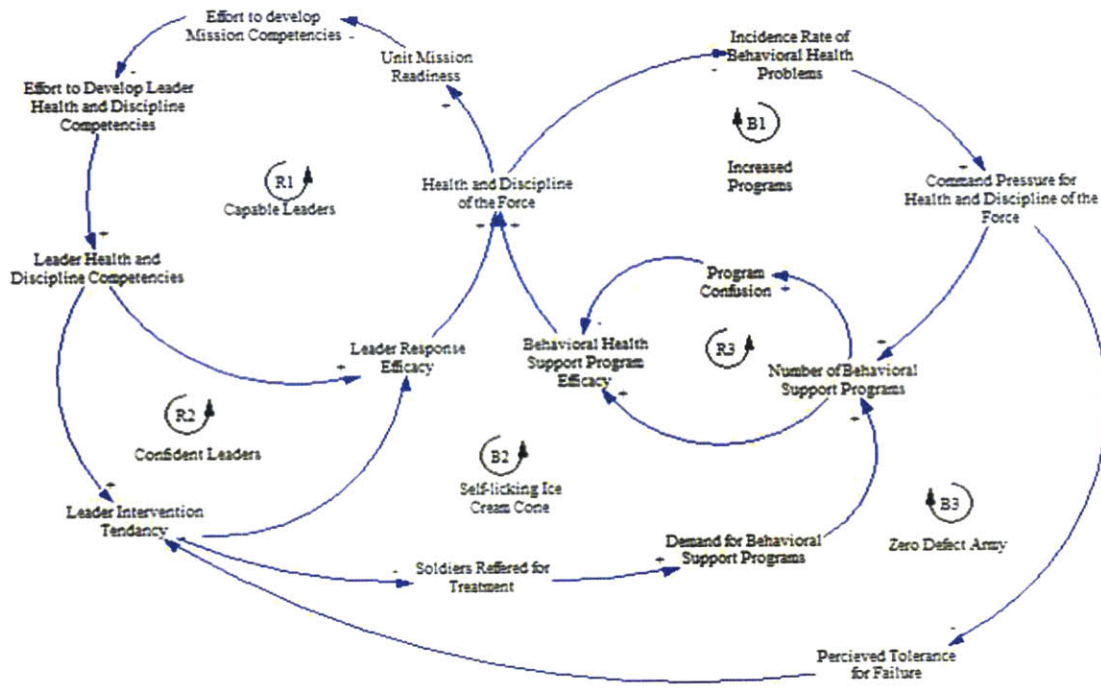 Effort to develop
Mission Competencies
-
Unit Mission
Readiness
+
Incidence Rate of
Behavioral Health
Problems
-
Effort to Develop Leader
Health and Discipline
Competencies
-
B1
Increased
Programs
R1
Capable Leaders
Health and Discipline
of the Force
+
+
Command Pressure for
Health and Discipline of the
Force
+
Leader Health and
Discipline Competencies
+
Program
Confusion
+
Leader Response
Efficacy
+
Behavioral Health
Support Program
Efficacy
-
+
R3
Number of Behavioral
Support Programs
+
+
R2
Confident Leaders
B2
Self-licking Ice
Cream Cone
Leader Intervention
Tendancy
+
B3
Zero Defect Army
Demand for Behavioral
Support Programs
+
Soldiers Reffered for
Treatment
-
Percieved Tolerance
for Failure
-